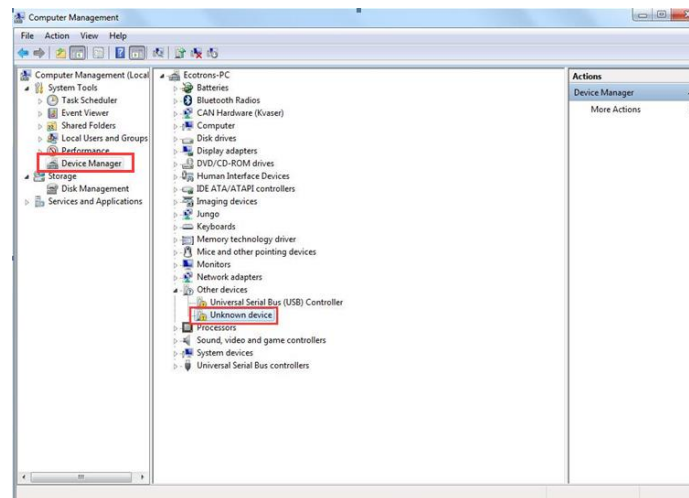 Computer Management
File Action View Help
Computer Management (Local
System Tools
Task Scheduler
Event Viewer
Shared Folders
Local Users and Groups
Performance
Device Manager
Storage
Disk Management
Services and Applications
Ecotrons-PC
Batteries
Bluetooth Radios
CAN Hardware (Kvaser)
Computer
Disk drives
Display adapters
DVD/CD-ROM drives
Human Interface Devices
IDE ATA/ATAPI controllers
Imaging devices
Jungo
Keyboards
Memory technology driver
Mice and other pointing devices
Monitors
Network adapters
Other devices
Universal Serial Bus (USB) Controller
Unknown device
Processors
Sound, video and game controllers
System devices
Universal Serial Bus controllers
Actions
Device Manager
More Actions